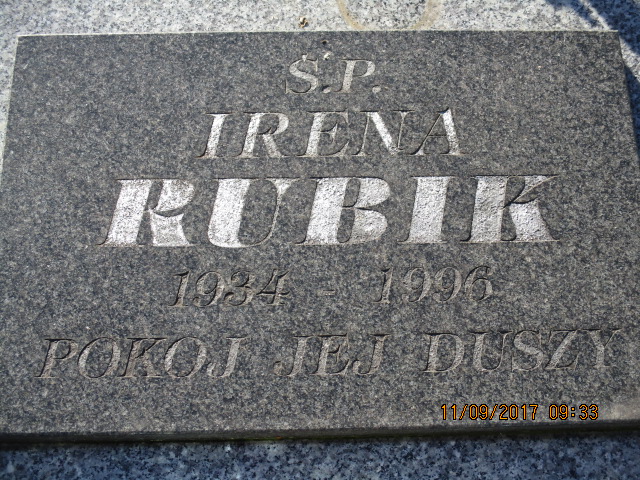 Ś.P.
IRENA
RUBIK
1934 - 1996
POKOJ JEJ DUSZY
11/09/2017 09:33